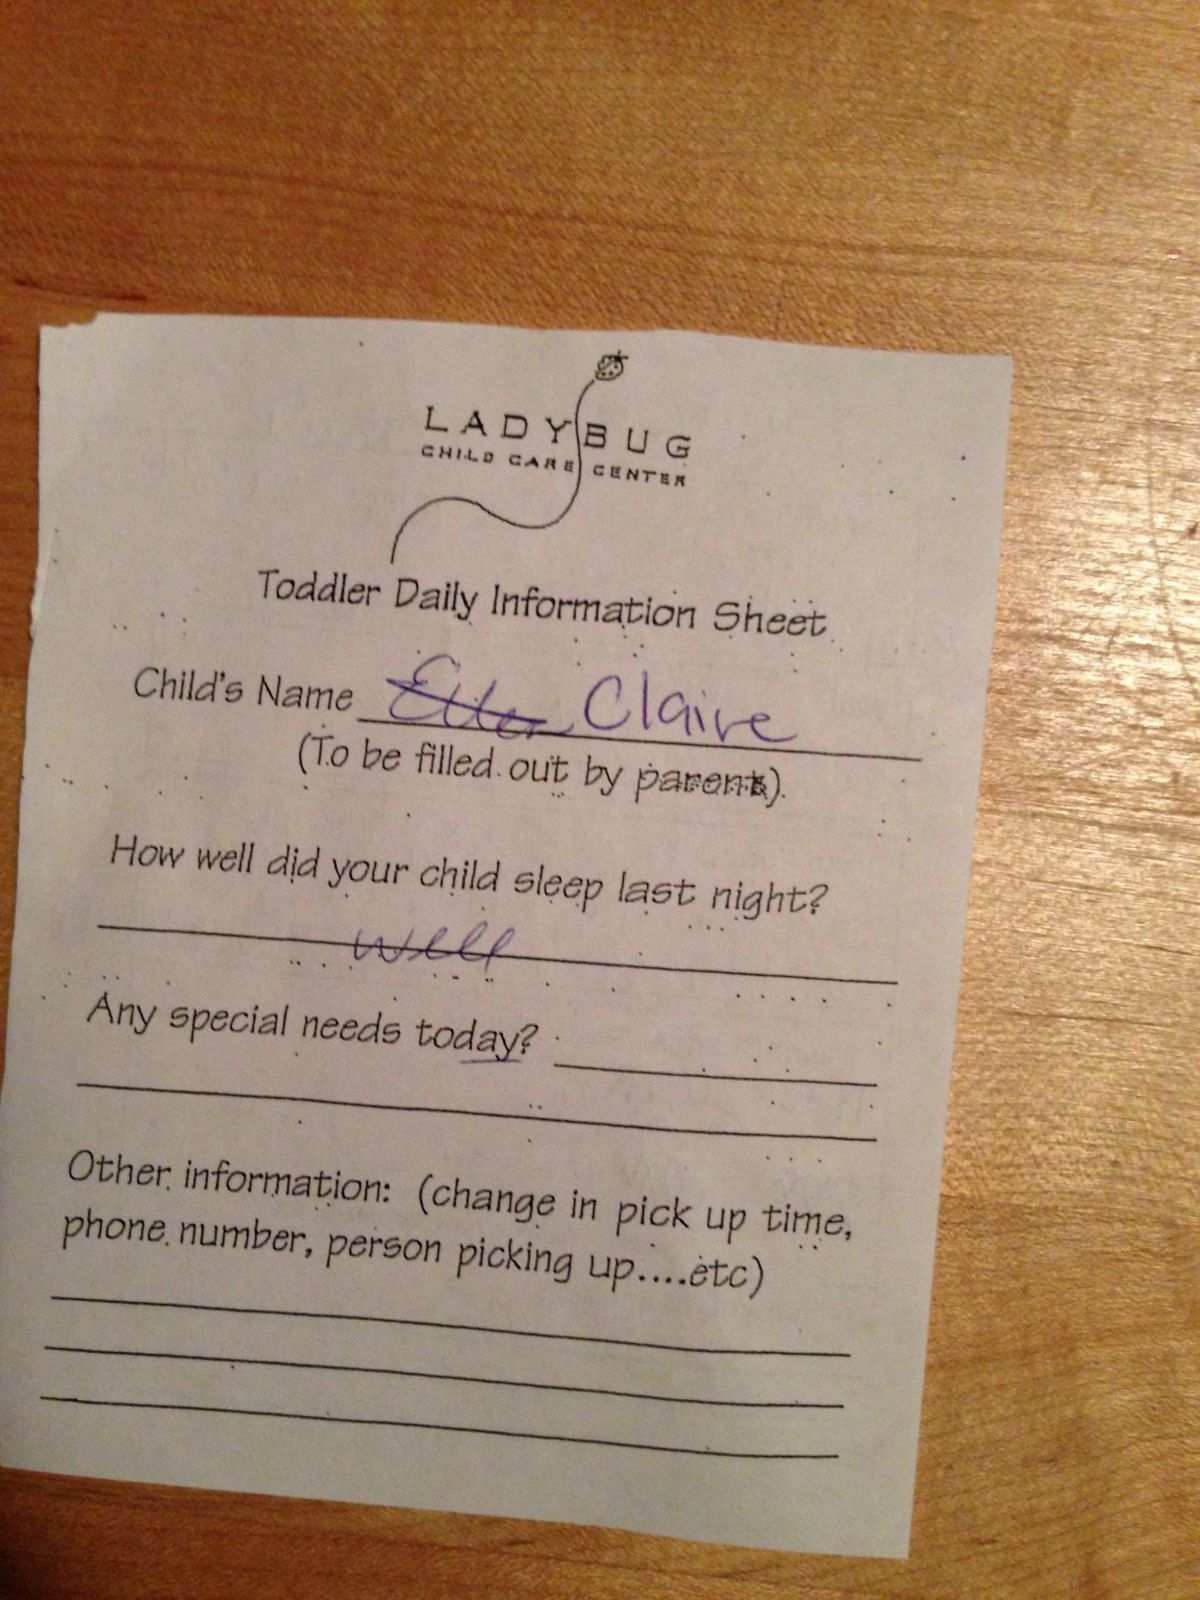 LADYBUG
CHILD CARE CENTER
Toddler Daily Information Sheet
Child's Name Ellen Claire
(To be filled out by parent)
How well did your child sleep last night?
well
Any special needs today?
Other information: (change in pick up time,
phone number, person picking up....etc)